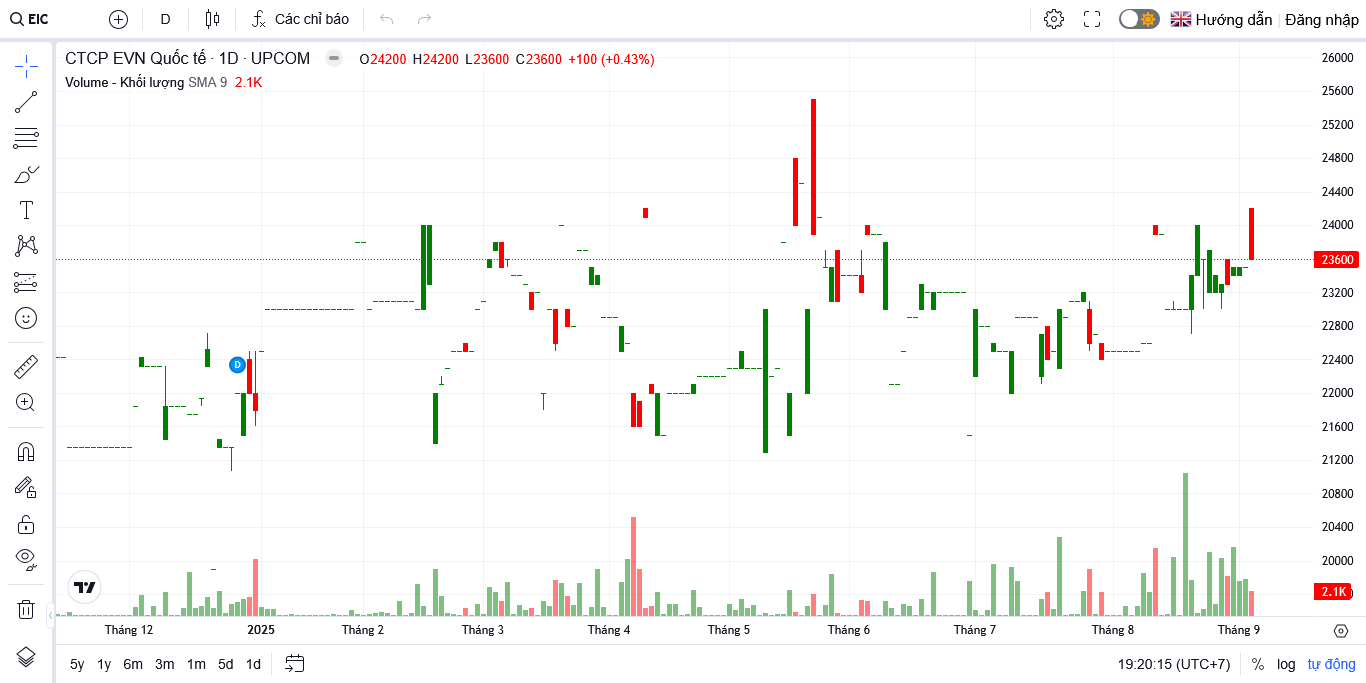 EIC D Các chỉ báo Hướng dẫn Đăng nhập
CTCP EVN Quốc tế · 1D · UPCOM O24200 H24200 L23600 C23600 +100 (+0.43%)
Volume - Khối lượng SMA 9 2.1K
26000
25600
25200
24800
24400
24000
23600
23200
22800
22400
D
22000
21600
21200
20800
20400
20000
2.1K
Tháng 12 2025 Tháng 2 Tháng 3 Tháng 4 Tháng 5 Tháng 6 Tháng 7 Tháng 8 Tháng 9
5y 1y 6m 3m 1m 5d 1d 19:20:15 (UTC+7) % log tự động